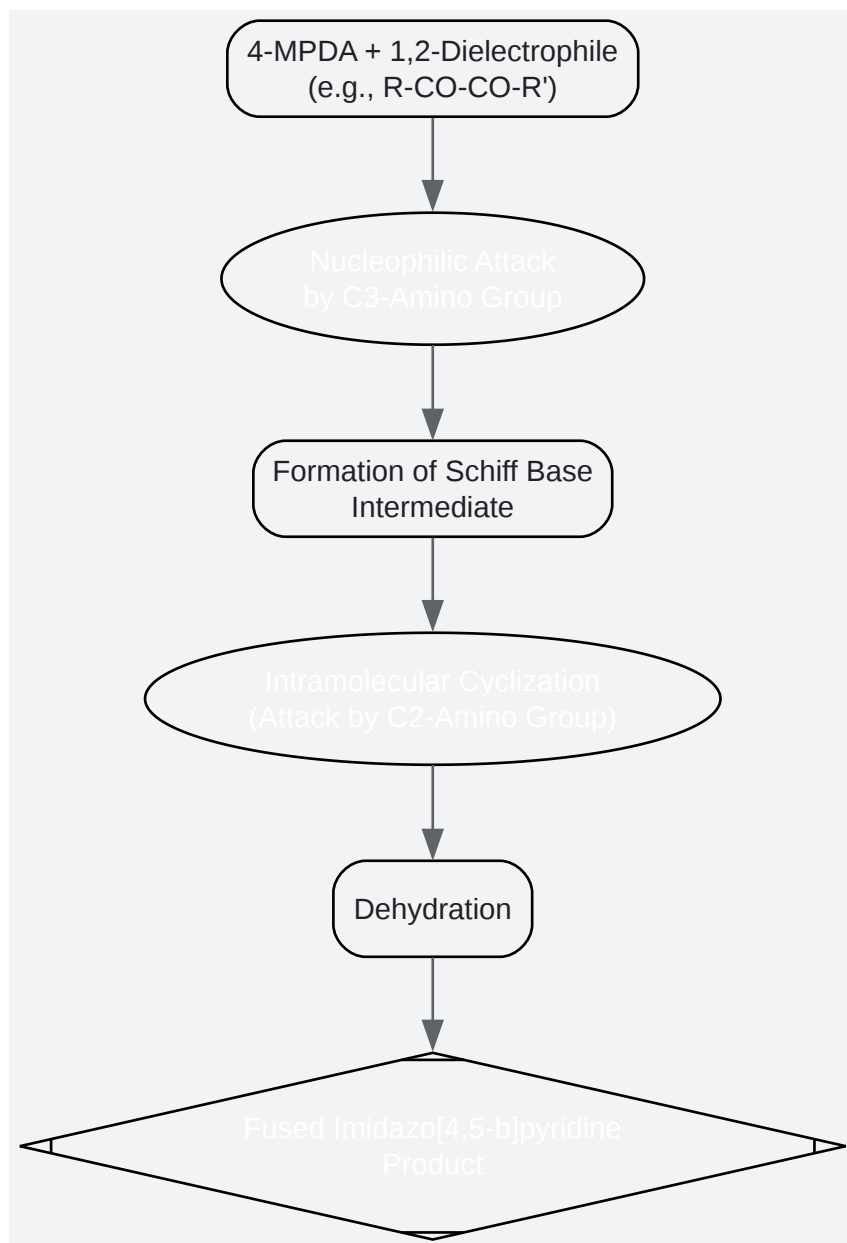 4-MPDA + 1,2-Dielectrophile
(e.g., R-CO-CO-R')
Nucleophilic Attack
by C3-Amino Group
Formation of Schiff Base
Intermediate
Intramolecular Cyclization
(Attack by C2-Amino Group)
Dehydration
Fused Imidazo[4,5-b]pyridine
Product